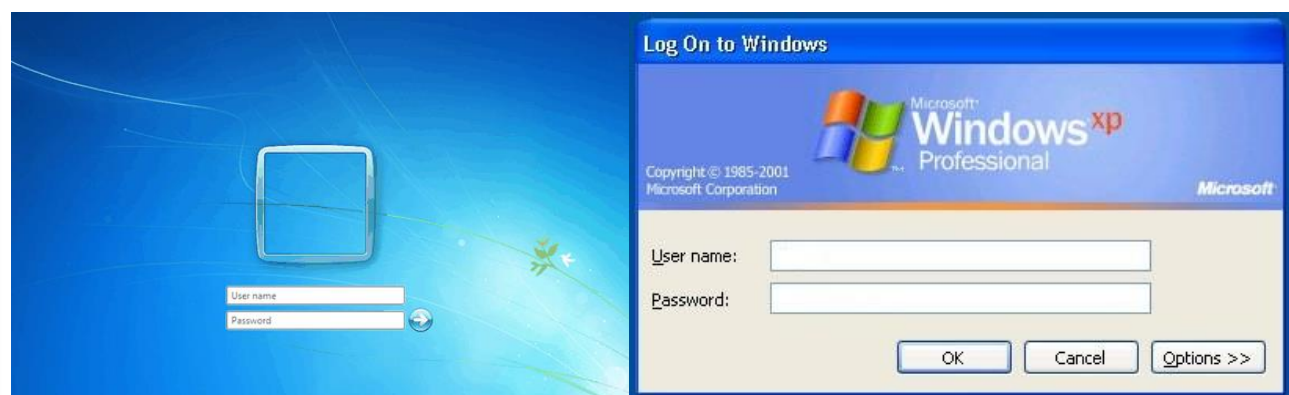 User name
Password
Log On to Windows
Microsoft®
Windows xp
Professional
Copyright © 1985-2001
Microsoft Corporation
Microsoft
User name:
Password:
OK Cancel Options >>